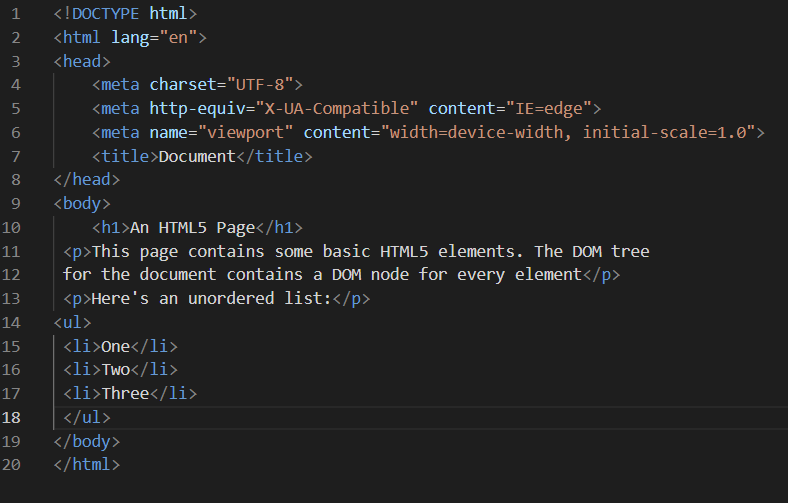 1 <!DOCTYPE html>
2 <html lang="en">
3 <head>
4     <meta charset="UTF-8">
5     <meta http-equiv="X-UA-Compatible" content="IE=edge">
6     <meta name="viewport" content="width=device-width, initial-scale=1.0">
7     <title>Document</title>
8 </head>
9 <body>
10     <h1>An HTML5 Page</h1>
11  <p>This page contains some basic HTML5 elements. The DOM tree
12  for the document contains a DOM node for every element</p>
13  <p>Here's an unordered list:</p>
14 <ul>
15  <li>One</li>
16  <li>Two</li>
17  <li>Three</li>
18  </ul>
19 </body>
20 </html>